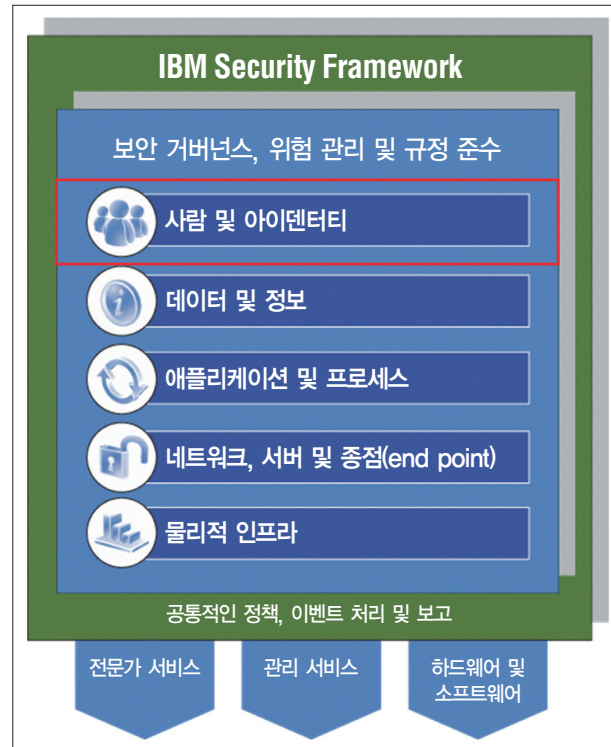 IBM Security Framework
보안 거버넌스, 위험 관리 및 규정 준수
사람 및 아이덴터티
데이터 및 정보
애플리케이션 및 프로세스
네트워크, 서버 및 종점(end point)
물리적 인프라
공통적인 정책, 이벤트 처리 및 보고
전문가 서비스
관리 서비스
하드웨어 및
소프트웨어